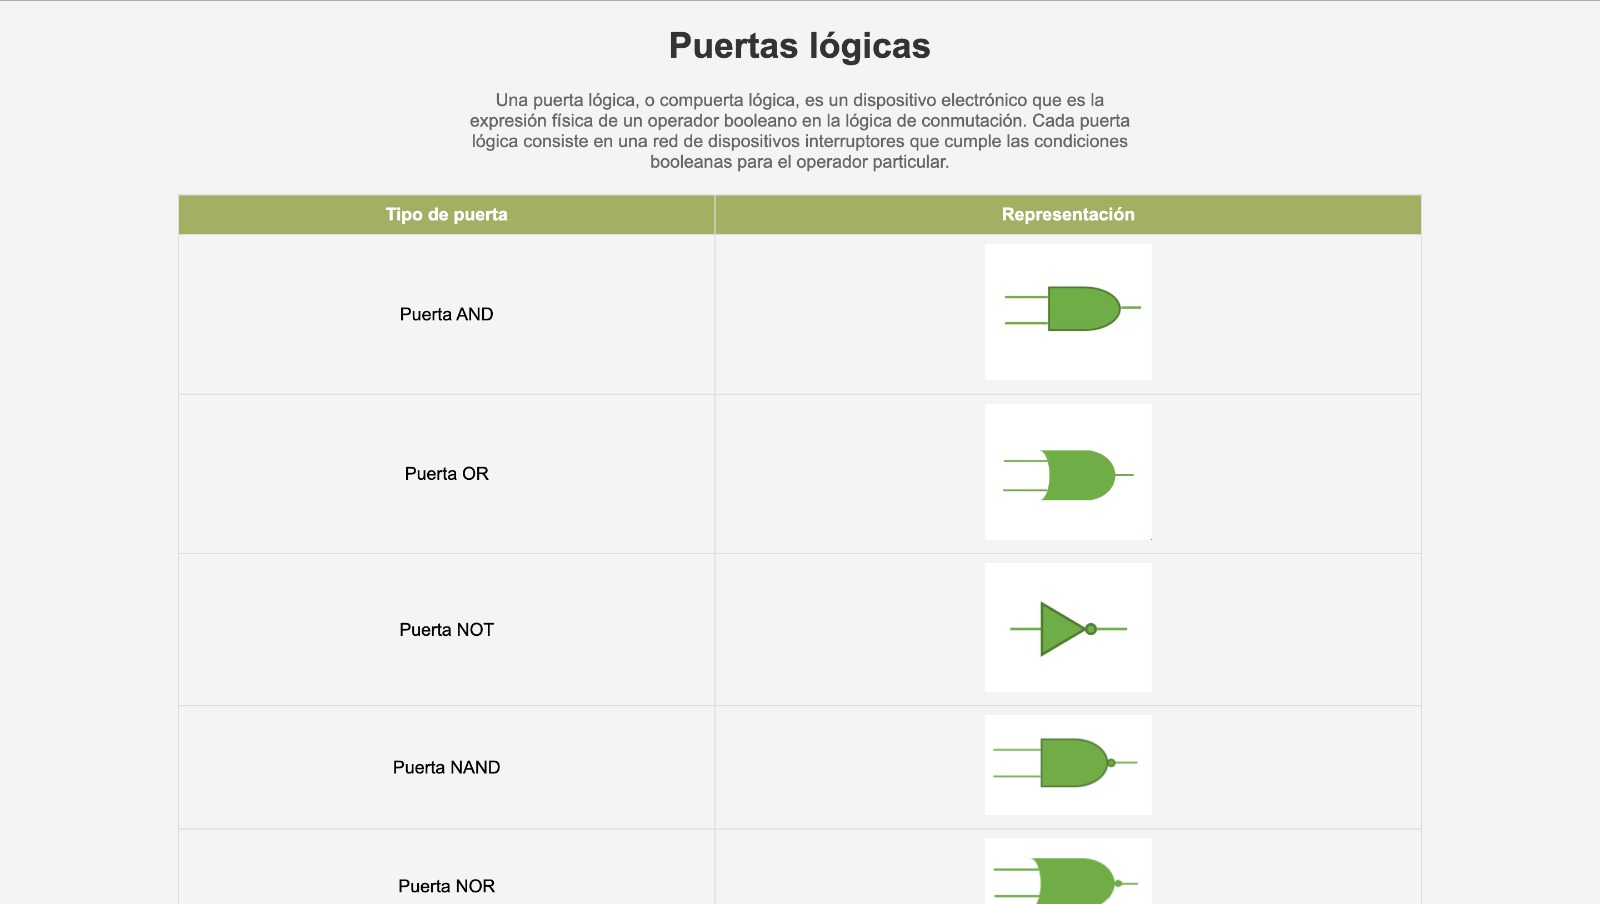 Puertas lógicas
Una puerta lógica, o compuerta lógica, es un dispositivo electrónico que es la
expresión física de un operador booleano en la lógica de conmutación. Cada puerta
lógica consiste en una red de dispositivos interruptores que cumple las condiciones
booleanas para el operador particular.
Tipo de puerta
Representación
Puerta AND
Puerta OR
Puerta NOT
Puerta NAND
Puerta NOR